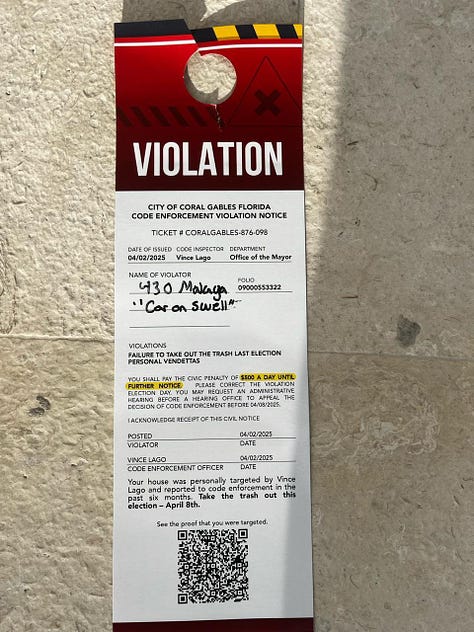 VIOLATION
CITY OF CORAL GABLES FLORIDA
CODE ENFORCEMENT VIOLATION NOTICE
TICKET # CORALGABLES-876-098
DATE OF ISSUED CODE INSPECTOR DEPARTMENT
04/02/2025 Vince Lago Office of the Mayor
NAME OF VIOLATOR FOLIO
430 Malaga 09000553322
"Car on swell"
VIOLATIONS
FAILURE TO TAKE OUT THE TRASH LAST ELECTION
PERSONAL VENDETTAS
YOU SHALL PAY THE CIVIC PENALTY OF $500 A DAY UNTIL
FURTHER NOTICE. PLEASE CORRECT THE VIOLATION
ELECTION DAY. YOU MAY REQUEST AN ADMINISTRATIVE
HEARING BEFORE A HEARING OFFICE TO APPEAL THE
DECISION OF CODE ENFORCEMENT BEFORE 04/08/2025.
I ACKNOWLEDGE RECEIPT OF THIS CIVIL NOTICE
POSTED 04/02/2025
VIOLATOR DATE
VINCE LAGO 04/02/2025
CODE ENFORCEMENT OFFICER DATE
Your house was personally targeted by Vince
Lago and reported to code enforcement in the
past six months. Take the trash out this
election – April 8th.
See the proof that you were targeted.